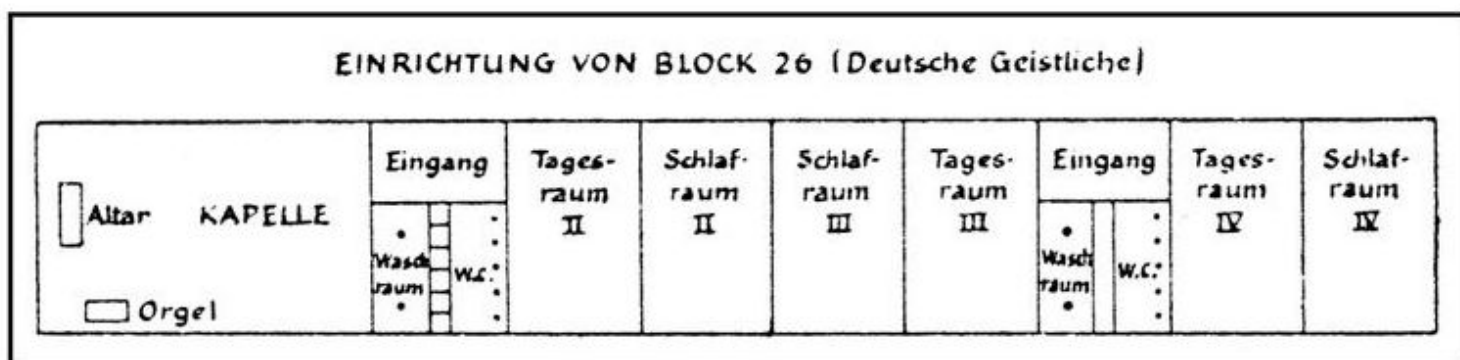 EINRICHTUNG VON BLOCK 26 (Deutsche Geistliche)
Altar KAPELLE
Orgel
Eingang
Wasch
raum
W.C.
Tages-
raum
II
Schlaf-
raum
II
Schlaf-
raum
III
Tages-
raum
III
Eingang
Wasch
raum
W.C.
Tages-
raum
IV
Schlaf-
raum
IV